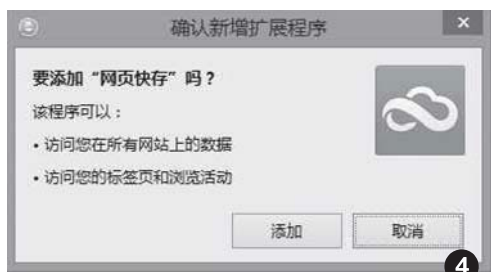 确认新增扩展程序
要添加“网页快存”吗？
该程序可以：
• 访问您在所有网站上的数据
• 访问您的标签页和浏览活动
添加
取消
4